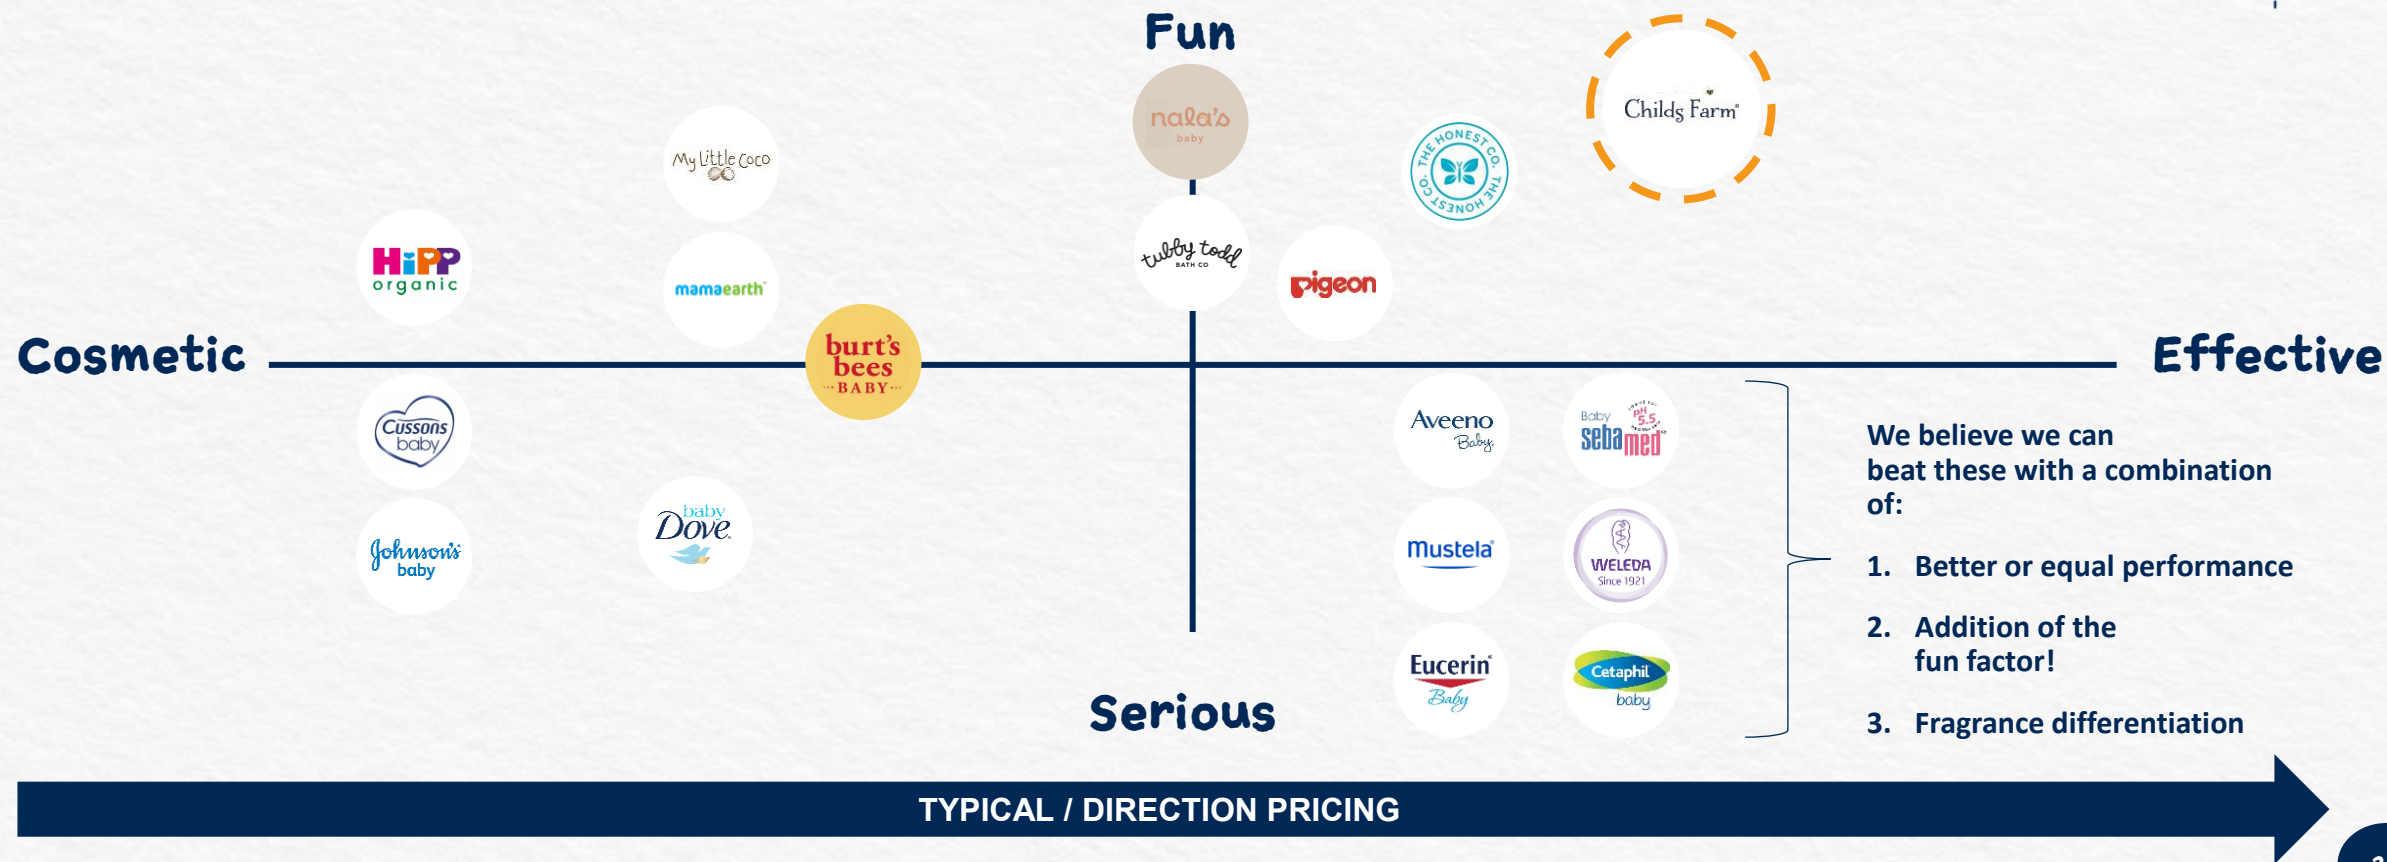 Fun
nala's
baby
Childs Farm
My Little Coco
THE HONEST CO. THE HONEST CO.
HiPP
organic
mamaearth
tubby todd
BATH CO
pigeon
Cosmetic
burt's
bees
BABY
Effective
Cussons
baby
Aveeno
Baby
Baby
sebamed
PH
5.5
We believe we can
beat these with a combination
of:
Johnson's
baby
baby
Dove
Mustela
WELEDA
Since 1921
1. Better or equal performance
2. Addition of the
fun factor!
Eucerin
Baby
Cetaphil
baby
Serious
3. Fragrance differentiation
TYPICAL / DIRECTION PRICING